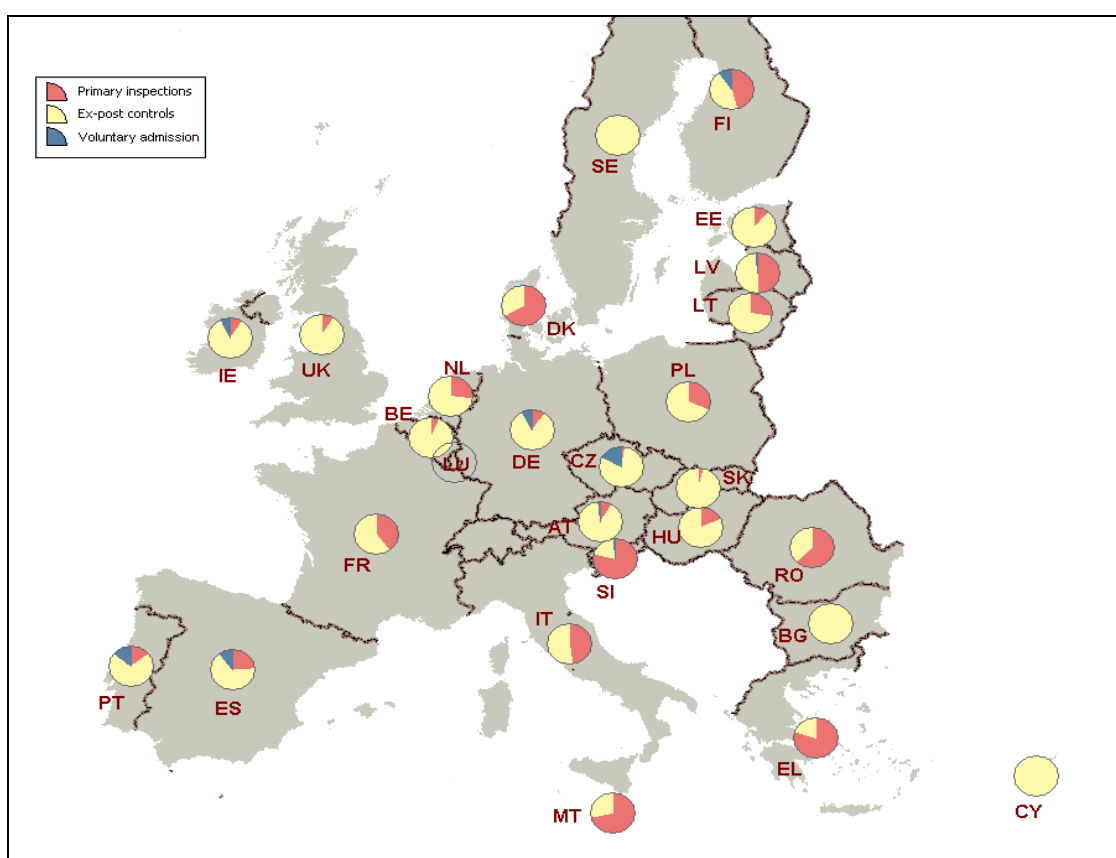 Primary inspections
Ex-post controls
Voluntary admission
FI
SE
EE
LV
LT
DK
IE
UK
NL
PL
BE
LU
DE
CZ
SK
AT
HU
FR
SI
RO
IT
BG
PT
ES
EL
MT
CY